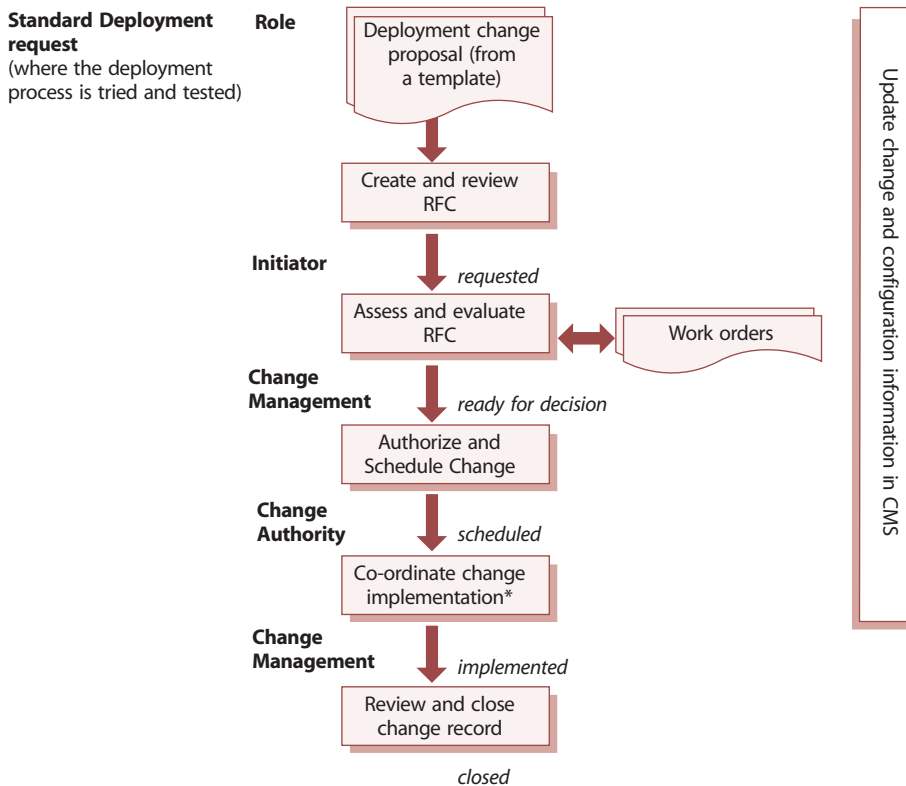 Standard Deployment
request
(where the deployment
process is tried and tested)
Role
Deployment change
proposal (from
a template)
Create and review
RFC
Initiator
requested
Assess and evaluate
RFC
Work orders
Change
Management
ready for decision
Authorize and
Schedule Change
Change
Authority
scheduled
Co-ordinate change
implementation*
Change
Management
implemented
Review and close
change record
closed
Update change and configuration information in CMS